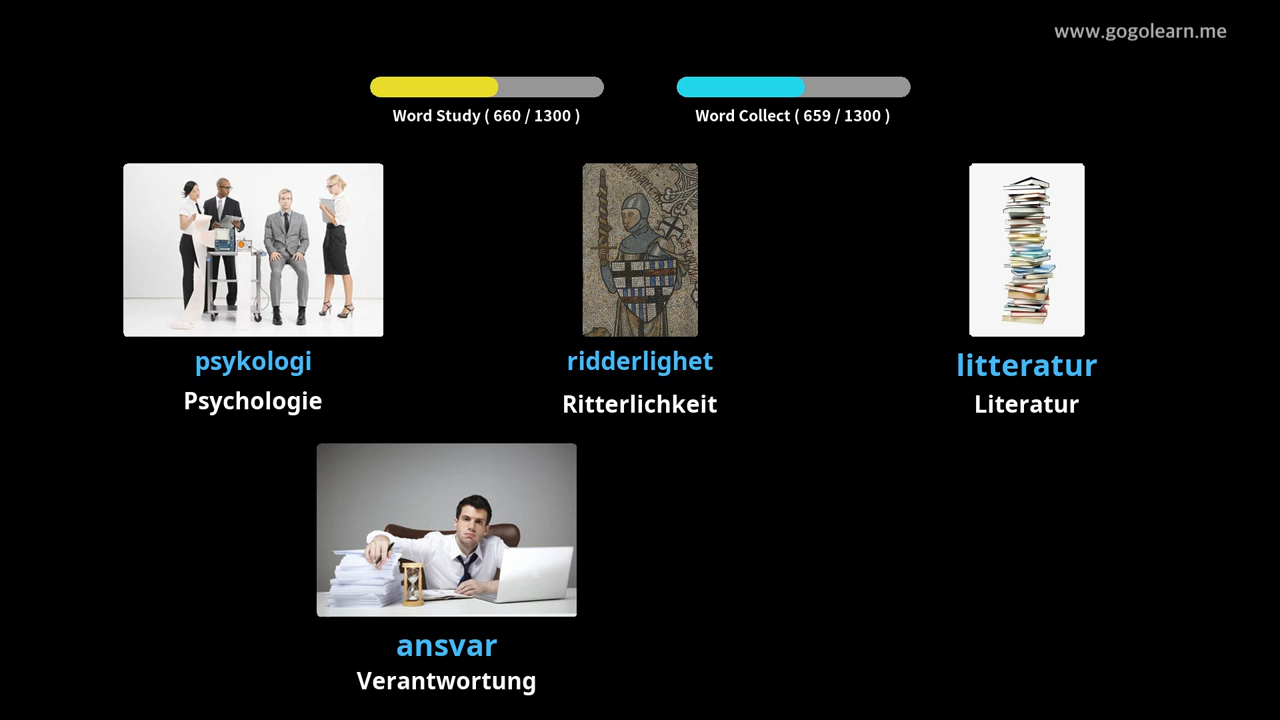 www.gogolearn.me
Word Study ( 660 / 1300 )
Word Collect ( 659 / 1300 )
psykologi
Psychologie
ridderlighet
Ritterlichkeit
litteratur
Literatur
ansvar
Verantwortung